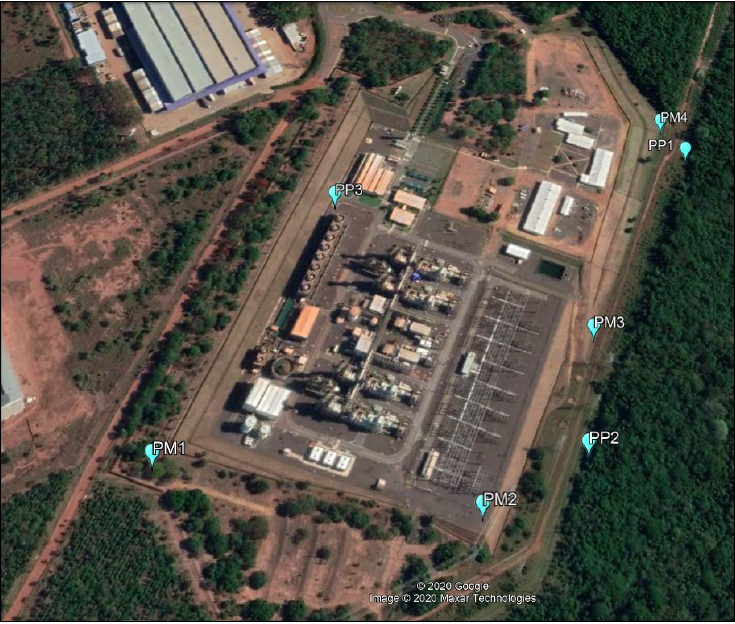 PM4
PP1
PP3
PM3
PP2
PM1
PM2
© 2020 Google
Image © 2020 Maxar Technologies